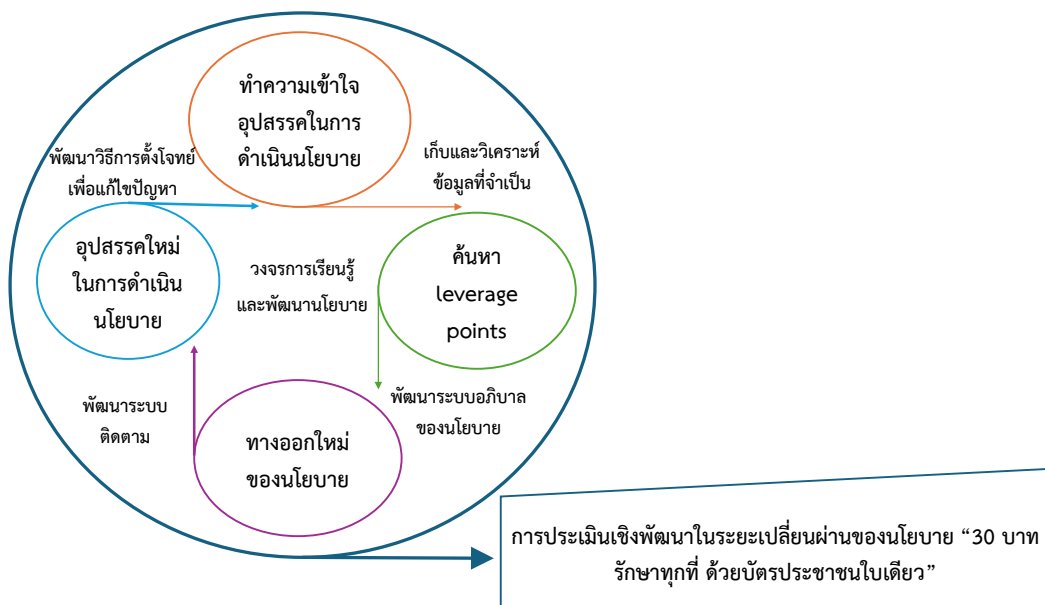 ทำความเข้าใจ
อุปสรรคในการ
ดำเนินนโยบาย
พัฒนาวิธีการตั้งโจทย์
เพื่อแก้ไขปัญหา
เก็บและวิเคราะห์
ข้อมูลที่จำเป็น
อุปสรรคใหม่
ในการดำเนิน
นโยบาย
วงจรการเรียนรู้
และพัฒนานโยบาย
ค้นหา
leverage
points
พัฒนาระบบ
ติดตาม
ทางออกใหม่
ของนโยบาย
พัฒนาระบบอภิบาล
ของนโยบาย
การประเมินเชิงพัฒนาในระยะเปลี่ยนผ่านของนโยบาย “30 บาท
รักษาทุกที่ ด้วยบัตรประชาชนใบเดียว”